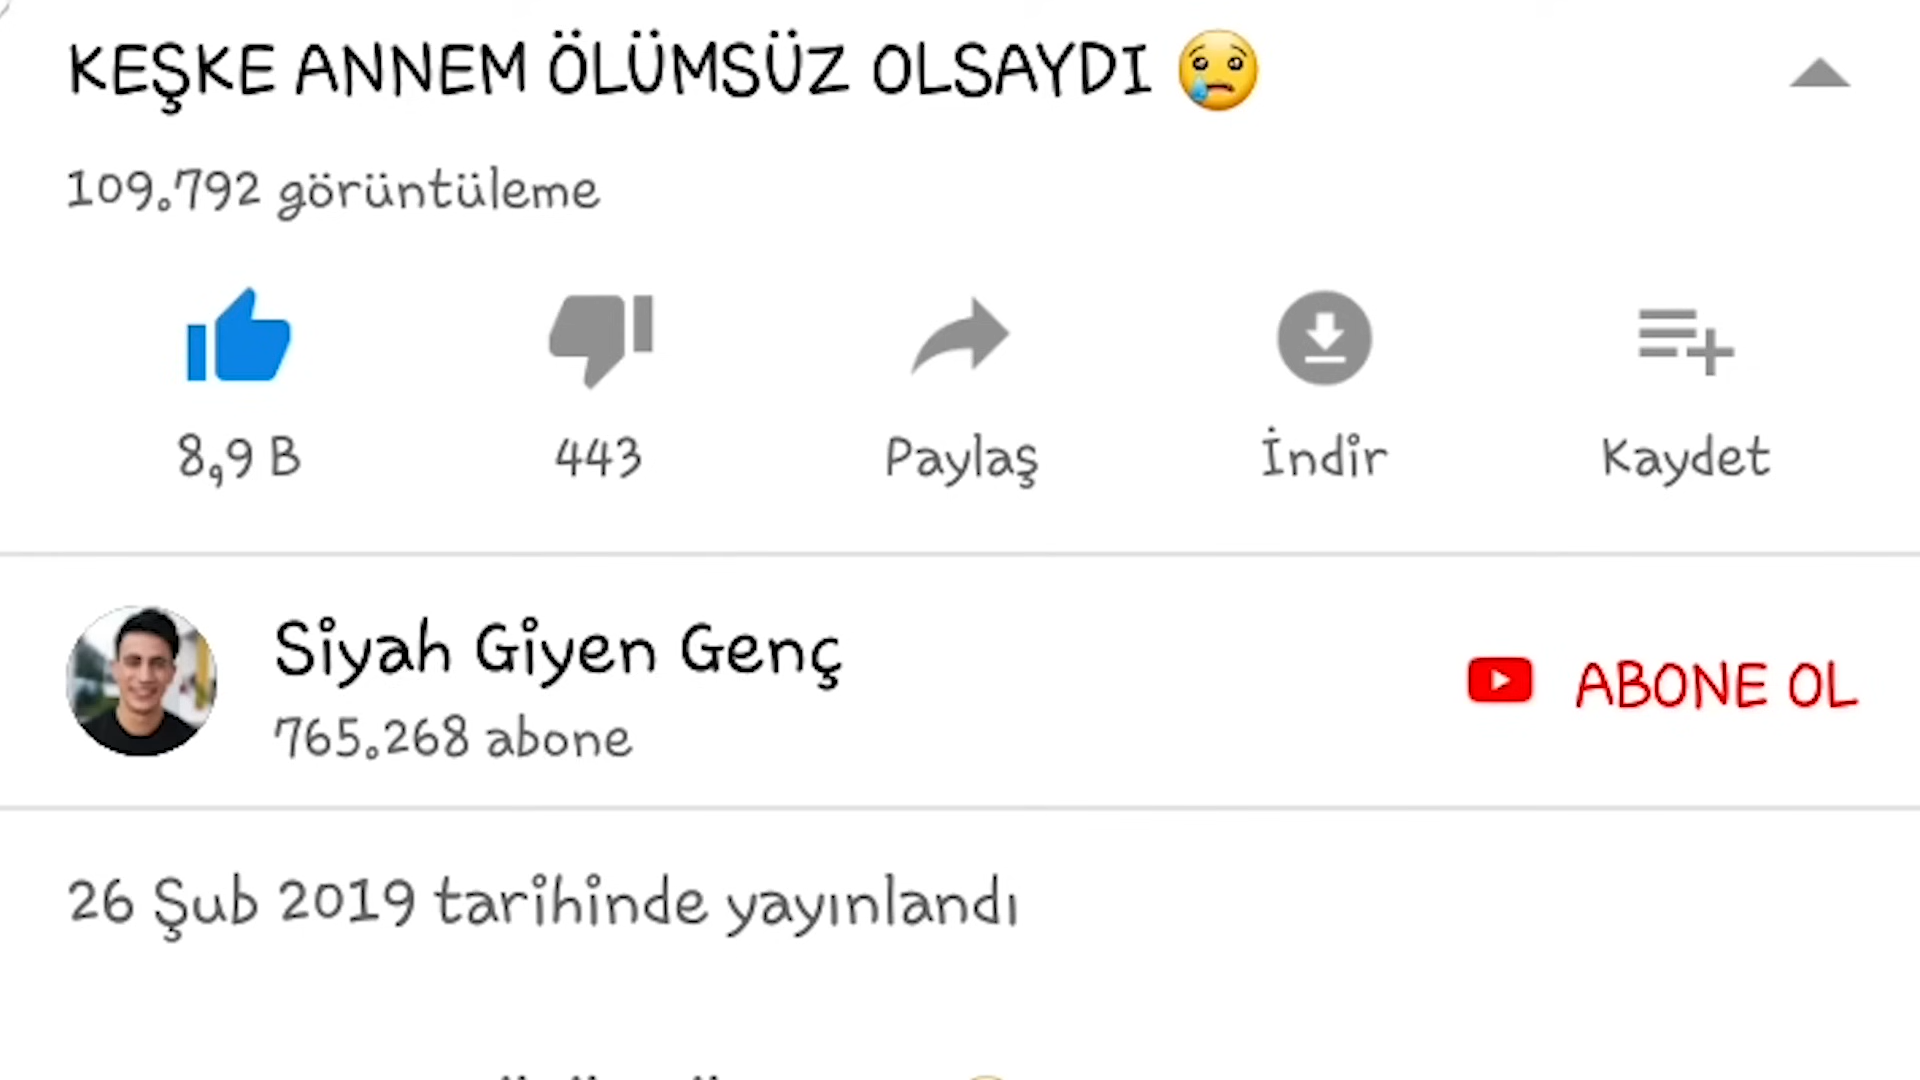 KEŞKE ANNEM ÖLÜMSÜZ OLSAYDI 😢
109.792 görüntüleme
8,9 B 443 Paylaş İndir Kaydet
Siyah Giyen Genç
765.268 abone
ABONE OL
26 Şub 2019 tarihinde yayınlandı